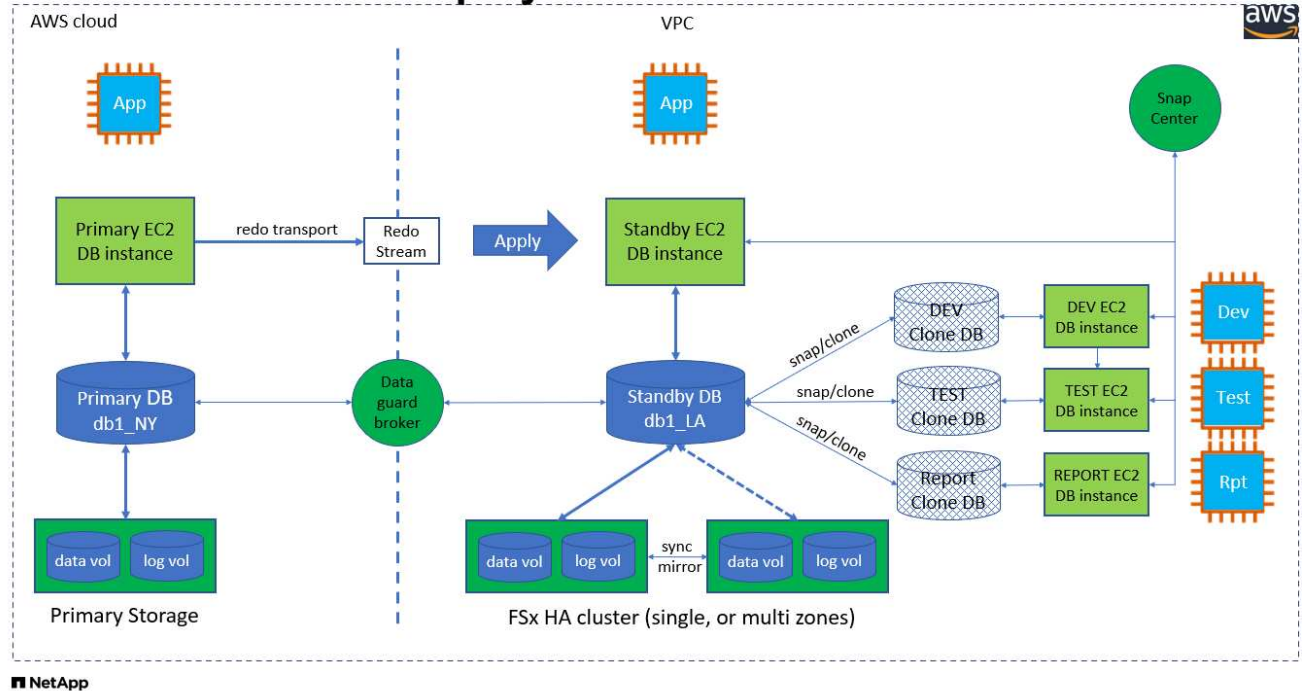 AWS cloud
VPC
aws
App
App
Snap
Center
Primary EC2
DB instance
redo transport
Redo
Stream
Apply
Standby EC2
DB instance
DEV
Clone DB
DEV EC2
DB instance
Dev
snap/clone
Primary DB
db1_NY
Data
guard
broker
Standby DB
db1_LA
snap/clone
TEST
Clone DB
TEST EC2
DB instance
Test
snap/clone
Report
Clone DB
REPORT EC2
DB instance
Rpt
data vol
log vol
data vol
log vol
sync
mirror
data vol
log vol
Primary Storage
FSx HA cluster (single, or multi zones)
NetApp